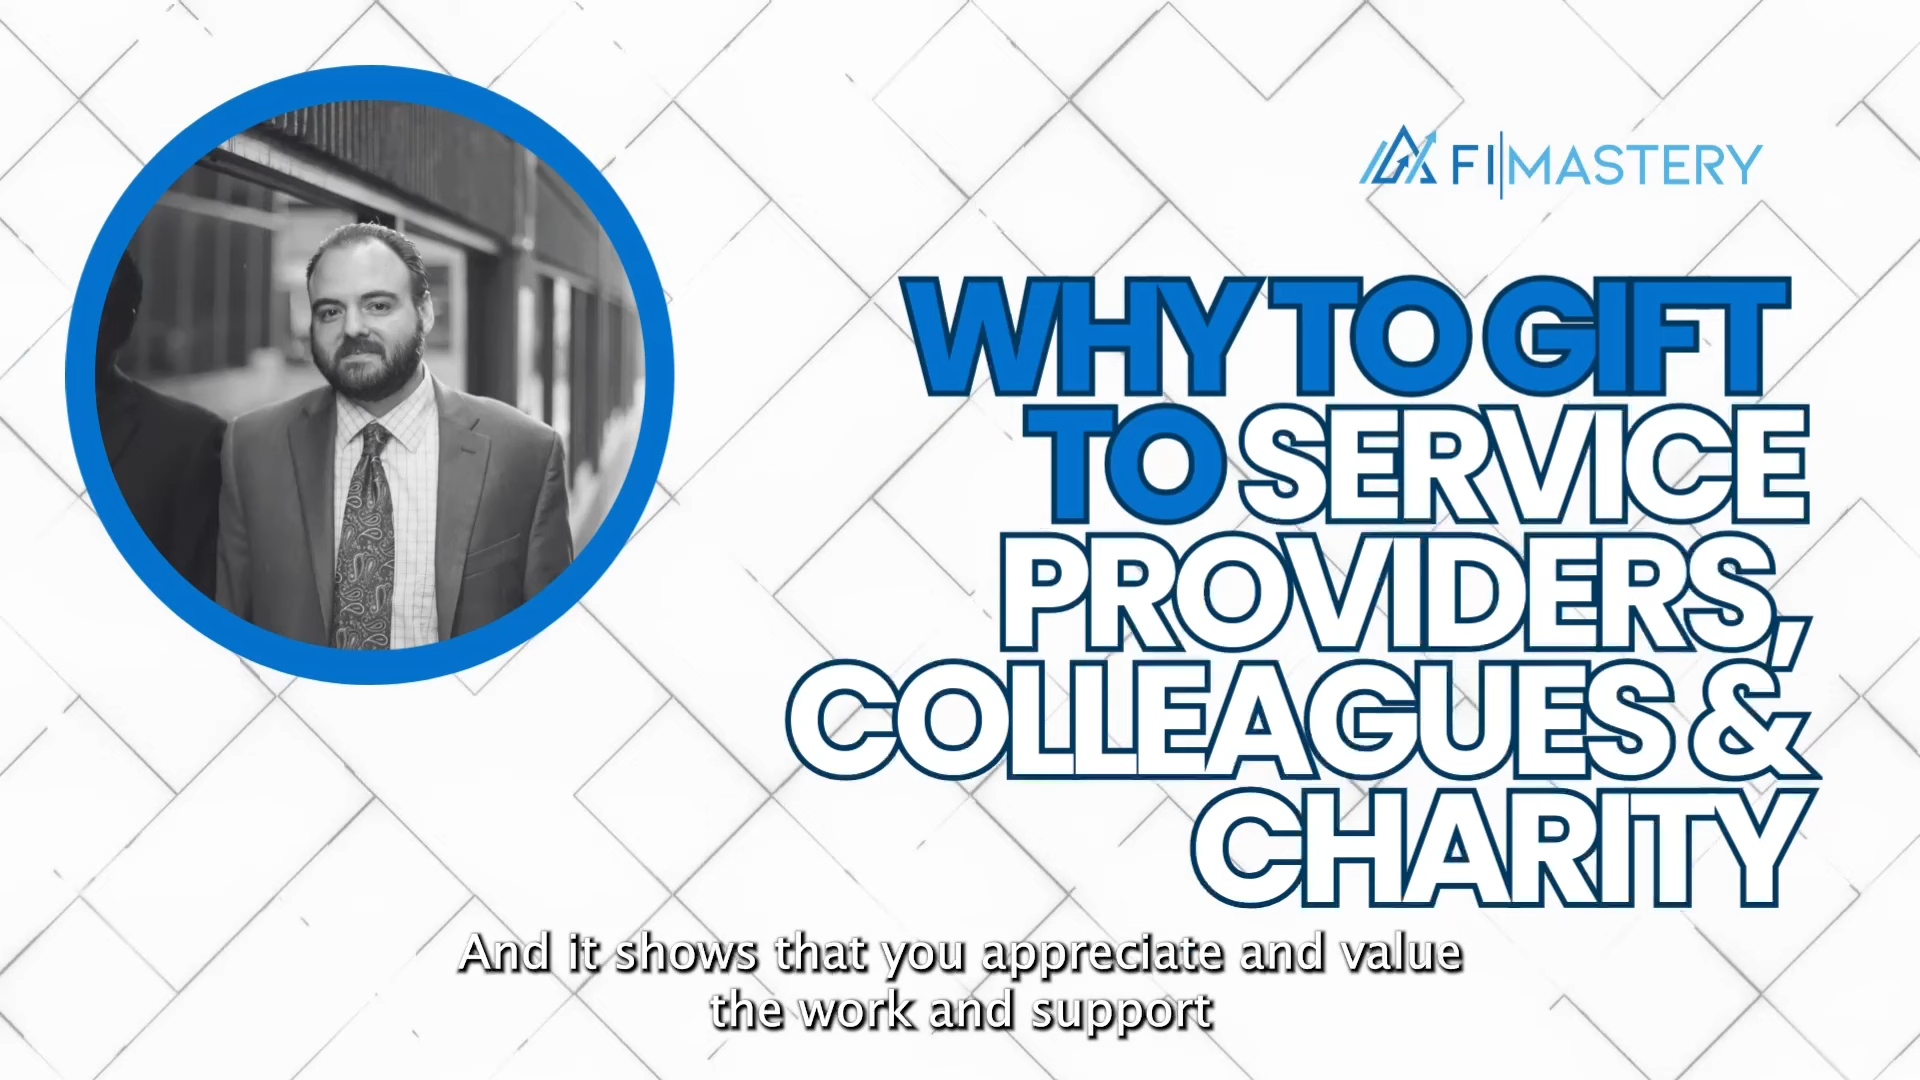 FI|MASTERY
WHY TO GIFT
TO SERVICE
PROVIDERS,
COLLEAGUES &
CHARITY
And it shows that you appreciate and value
the work and support